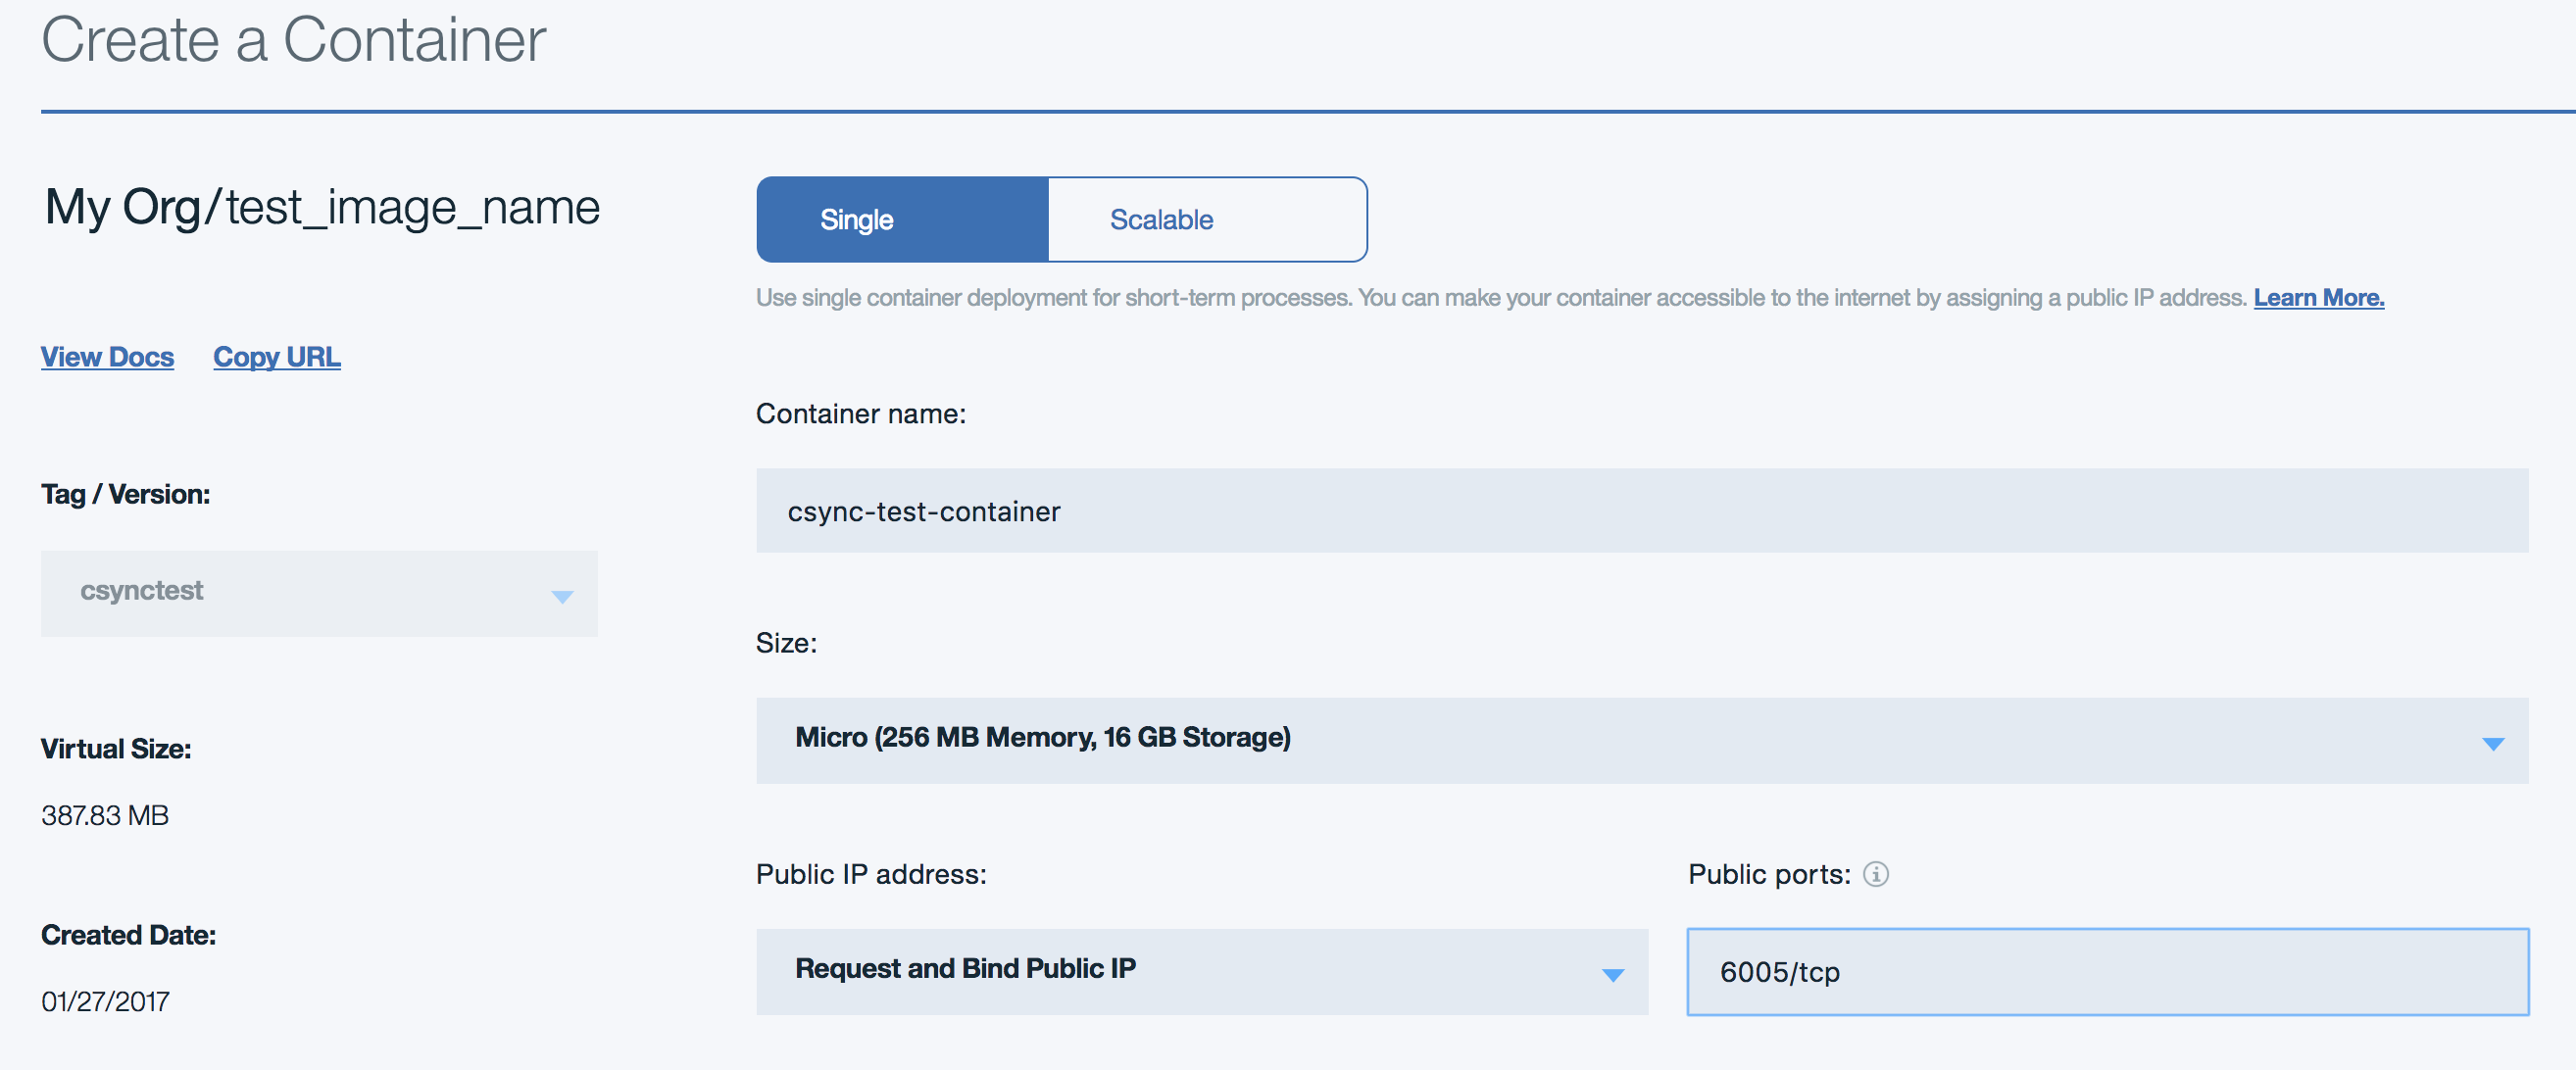 Create a Container
My Org/test_image_name
View Docs Copy URL
Tag / Version:
csynctest
Virtual Size:
387.83 MB
Created Date:
01/27/2017
Single Scalable
Use single container deployment for short-term processes. You can make your container accessible to the internet by assigning a public IP address. Learn More.
Container name:
csync-test-container
Size:
Micro (256 MB Memory, 16 GB Storage)
Public IP address:
Request and Bind Public IP
Public ports:
6005/tcp